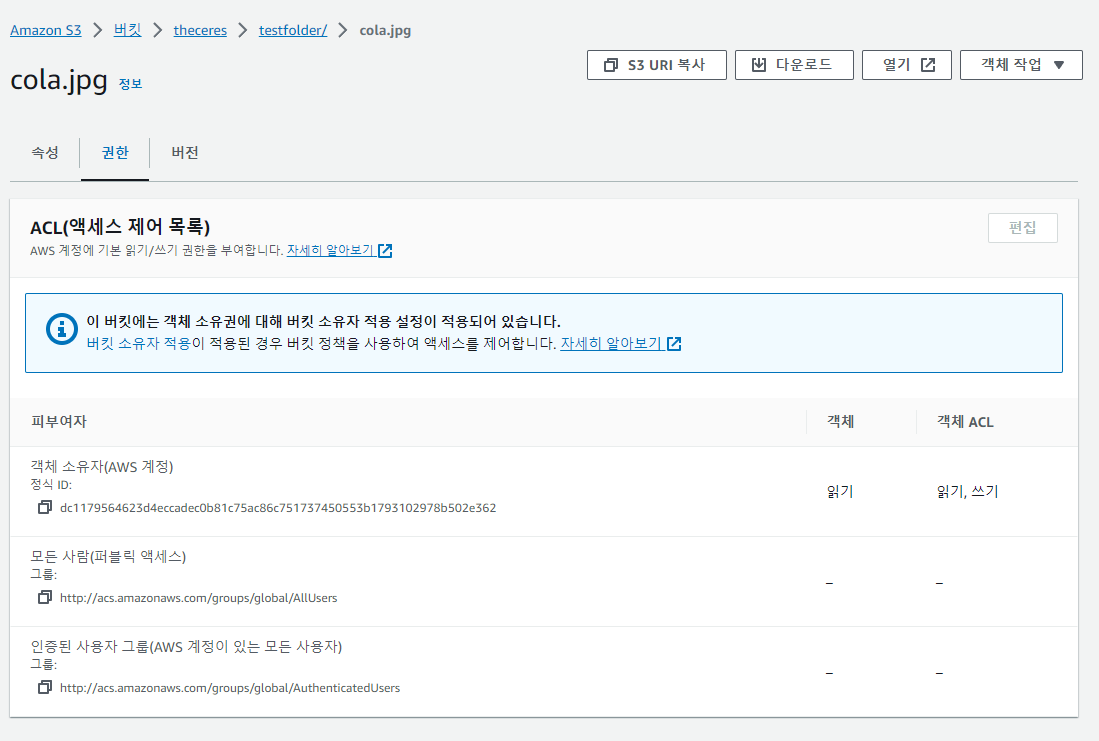 Amazon S3 > 버킷 > theceres > testfolder/ > cola.jpg
cola.jpg 정보
S3 URI 복사 다운로드 열기 객체 작업 ▼
속성 권한 버전
ACL(액세스 제어 목록) 편집
AWS 계정에 기본 읽기/쓰기 권한을 부여합니다. 자세히 알아보기
이 버킷에는 객체 소유권에 대해 버킷 소유자 적용 설정이 적용되어 있습니다.
버킷 소유자 적용이 적용된 경우 버킷 정책을 사용하여 액세스를 제어합니다. 자세히 알아보기
피부여자 객체 객체 ACL
객체 소유자(AWS 계정)
정식 ID:
dc1179564623d4eccadec0b81c75ac86c751737450553b1793102978b502e362 읽기 읽기, 쓰기
모든 사람(퍼블릭 액세스)
그룹:
http://acs.amazonaws.com/groups/global/AllUsers – –
인증된 사용자 그룹(AWS 계정이 있는 모든 사용자)
그룹:
http://acs.amazonaws.com/groups/global/AuthenticatedUsers – –